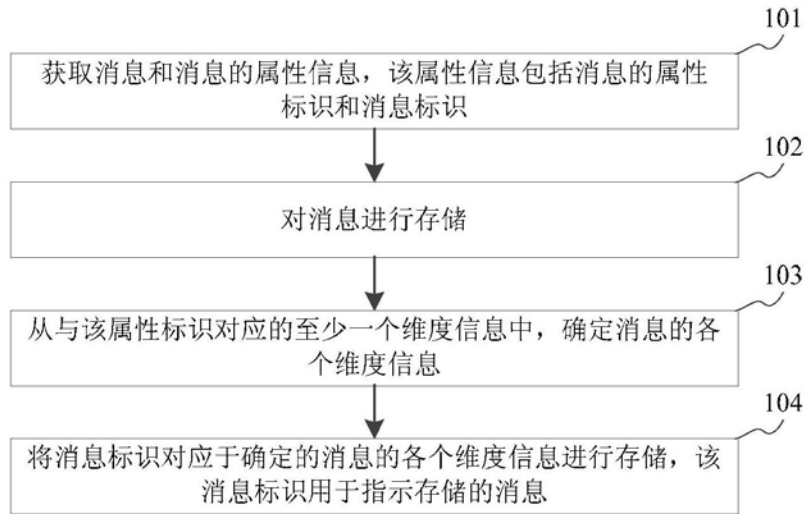 101
获取消息和消息的属性信息，该属性信息包括消息的属性
标识和消息标识
102
对消息进行存储
103
从与该属性标识对应的至少一个维度信息中，确定消息的各
个维度信息
104
将消息标识对应于确定的消息的各个维度信息进行存储，该
消息标识用于指示存储的消息